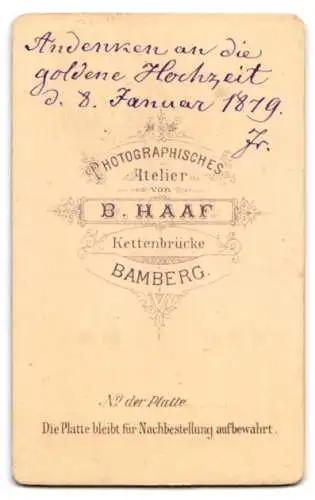 Andenken an die
goldene Hochzeit
d. 8. Januar 1879.
Fr.
PHOTOGRAPHISCHES
Atelier
von
B. HAAF
Kettenbrücke
BAMBERG.
No. der Platte
Die Platte bleibt für Nachbestellung aufbewahrt.